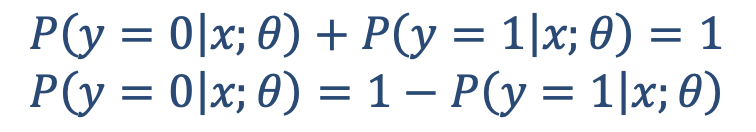 P(y = 0|x; θ) + P(y = 1|x; θ) = 1
P(y = 0|x; θ) = 1 − P(y = 1|x; θ)